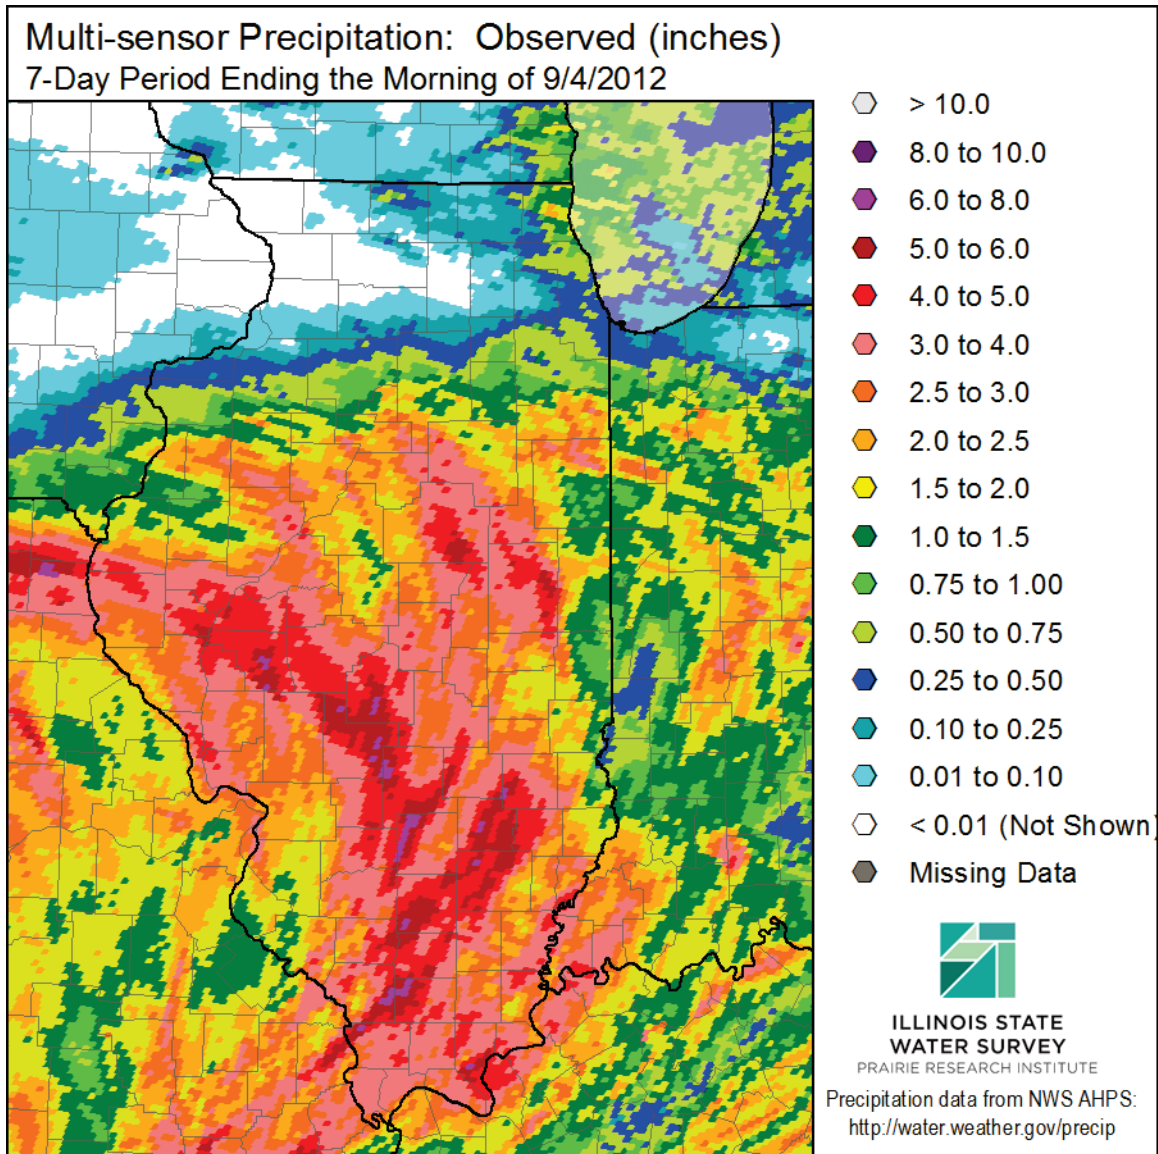 Multi-sensor Precipitation: Observed (inches)
7-Day Period Ending the Morning of 9/4/2012
> 10.0
8.0 to 10.0
6.0 to 8.0
5.0 to 6.0
4.0 to 5.0
3.0 to 4.0
2.5 to 3.0
2.0 to 2.5
1.5 to 2.0
1.0 to 1.5
0.75 to 1.00
0.50 to 0.75
0.25 to 0.50
0.10 to 0.25
0.01 to 0.10
< 0.01 (Not Shown)
Missing Data
ILLINOIS STATE
WATER SURVEY
PRAIRIE RESEARCH INSTITUTE
Precipitation data from NWS AHPS:
http://water.weather.gov/precip